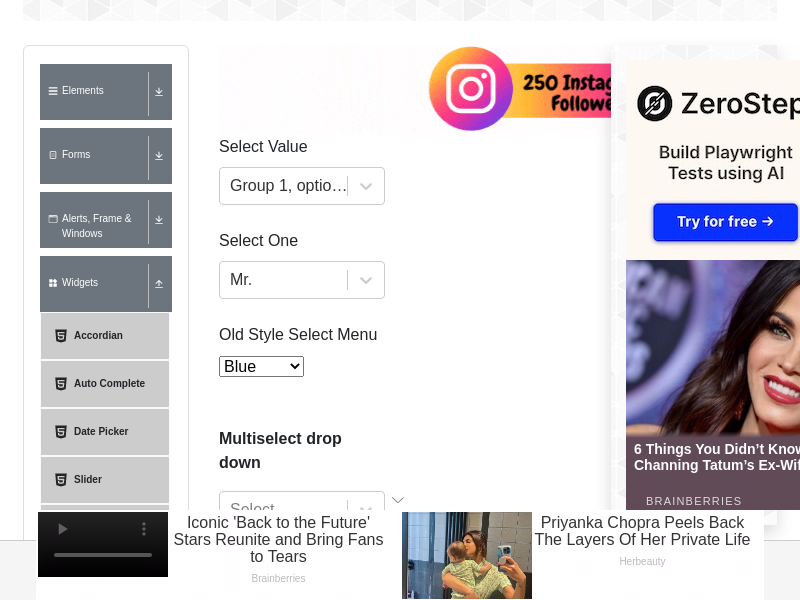 Elements
Forms
Alerts, Frame &
Windows
Widgets
Accordian
Auto Complete
Date Picker
Slider
250 Instag
Followe
Select Value
Group 1, optio…
Select One
Mr.
Old Style Select Menu
Blue
Multiselect drop
down
Select
ZeroStep
Build Playwright
Tests using AI
Try for free →
6 Things You Didn’t Know
Channing Tatum’s Ex-Wif
BRAINBERRIES
Iconic 'Back to the Future'
Stars Reunite and Bring Fans
to Tears
Brainberries
Priyanka Chopra Peels Back
The Layers Of Her Private Life
Herbeauty